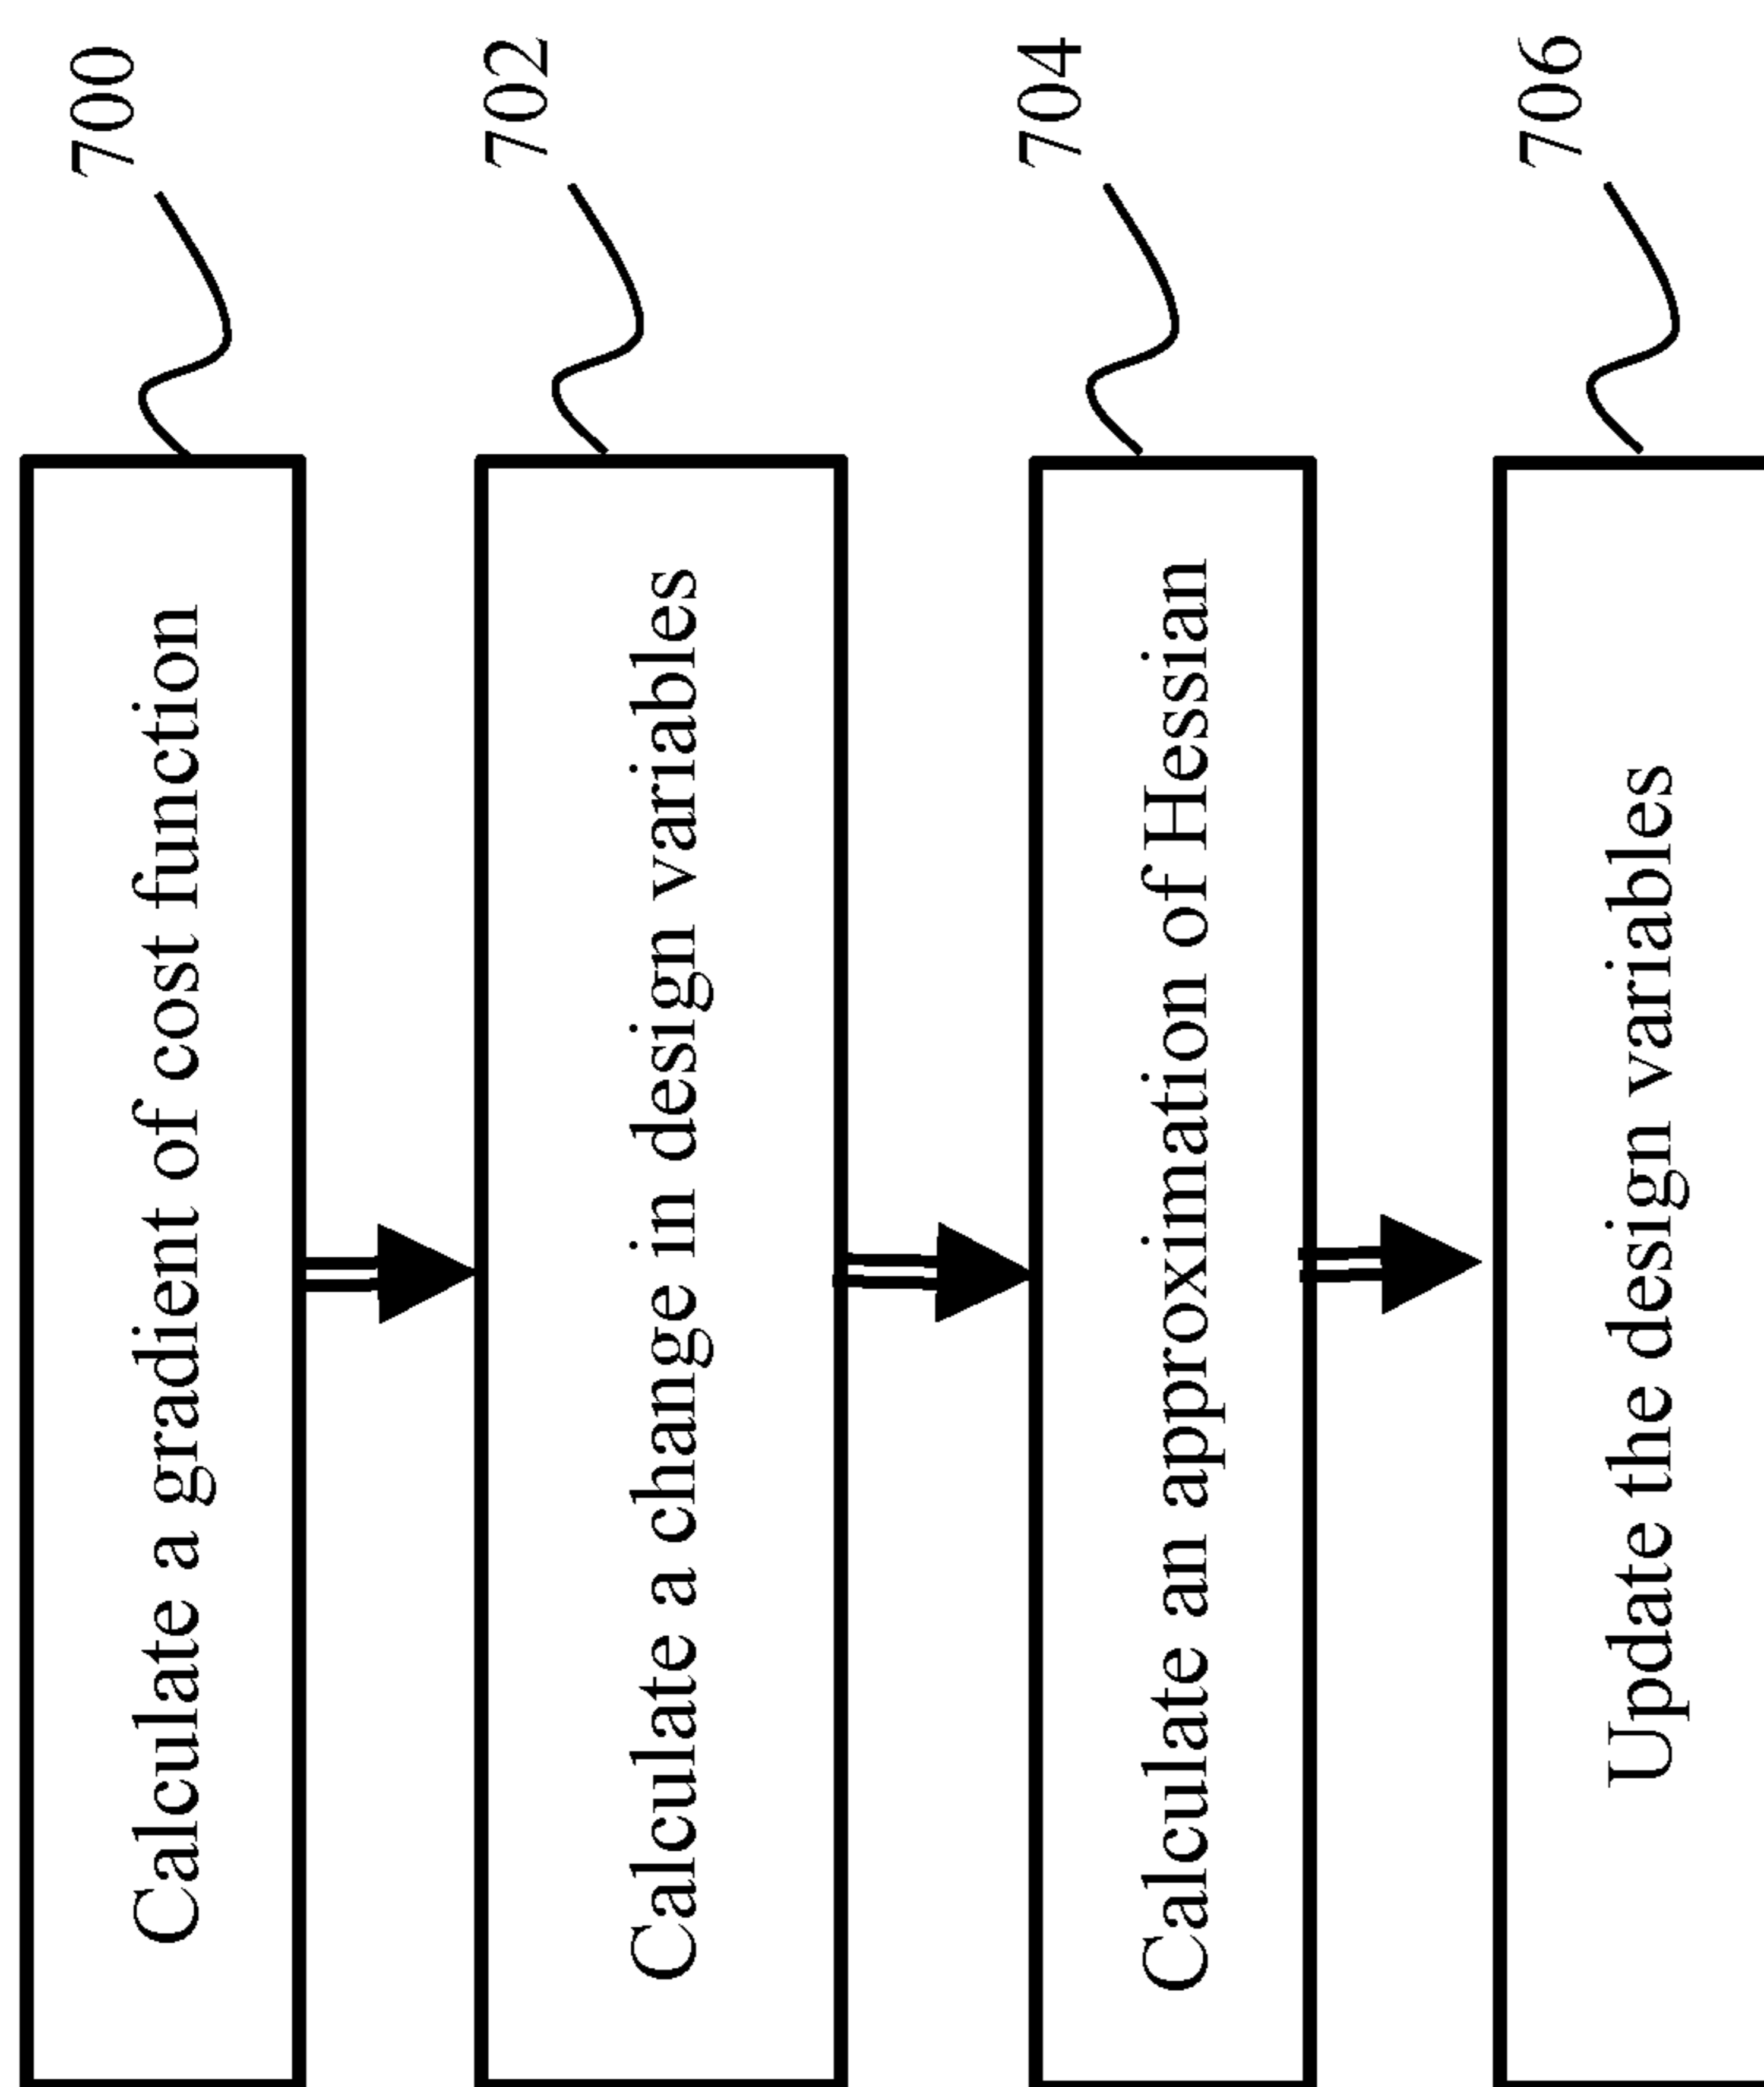 700
Calculate a gradient of cost function
702
Calculate a change in design variables
704
Calculate an approximation of Hessian
706
Update the design variables